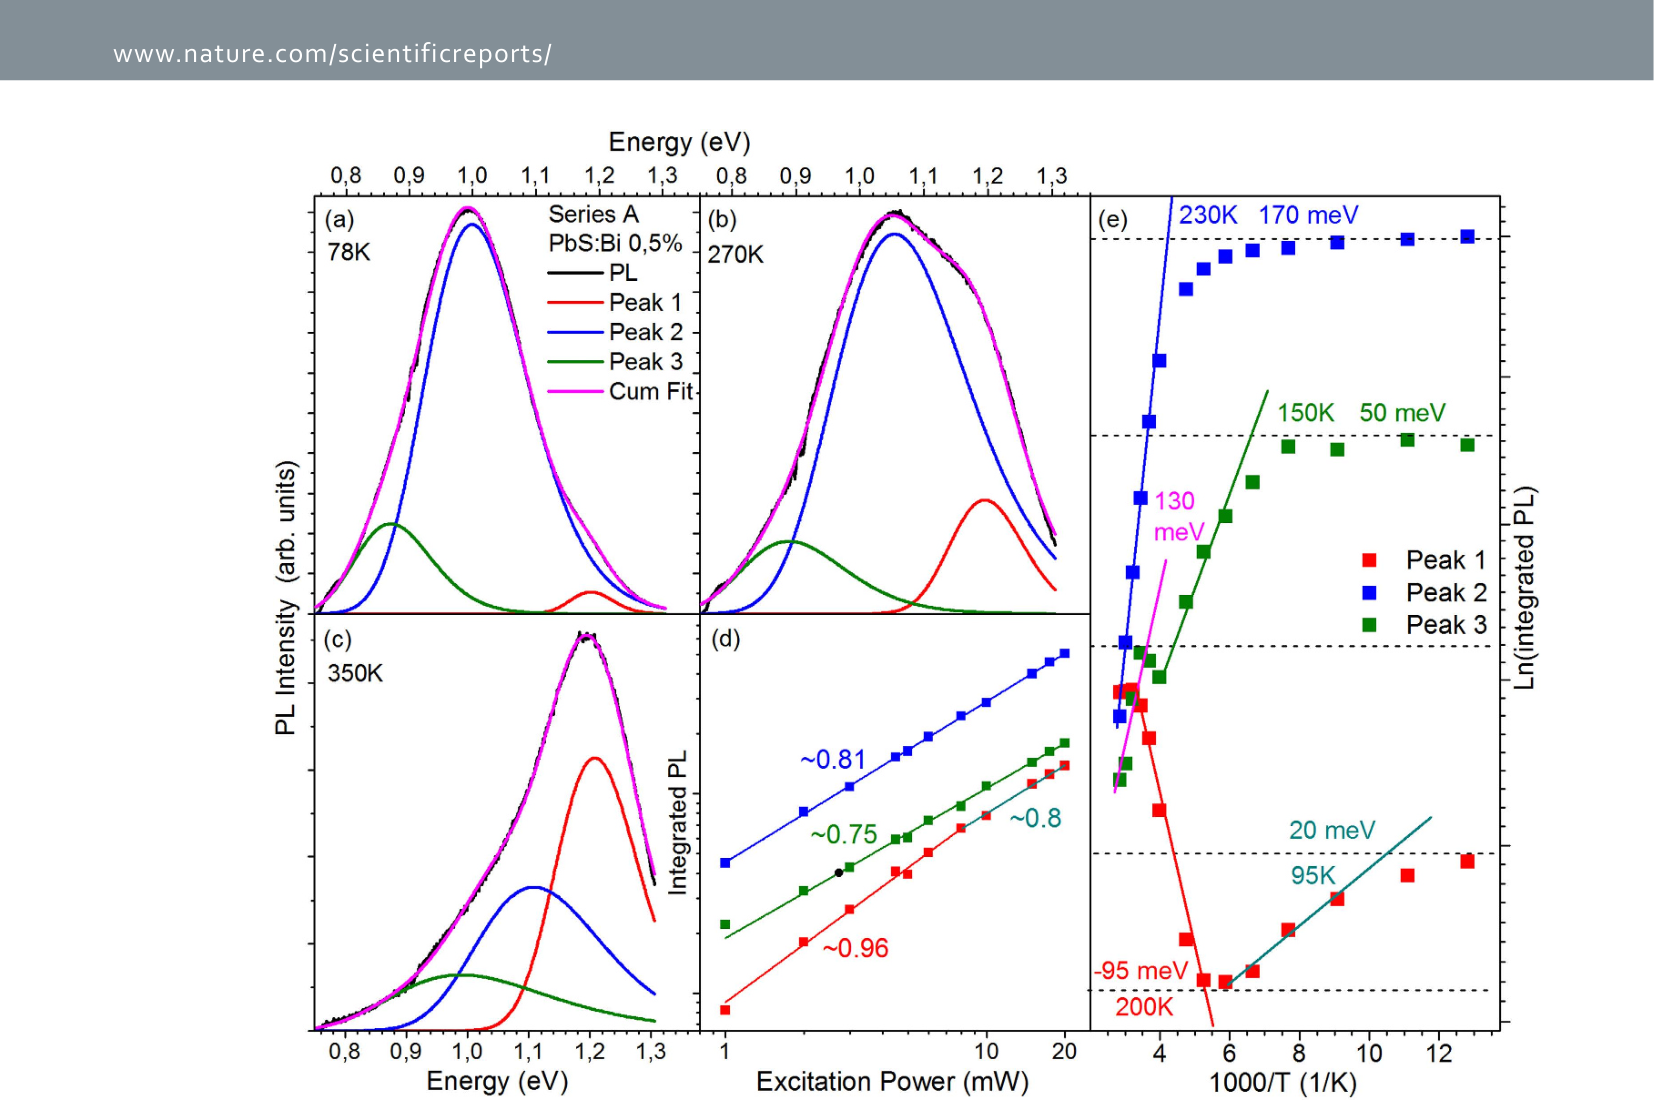 www.nature.com/scientificreports/
Energy (eV)
0,8 0,9 1,0 1,1 1,2 1,3 0,8 0,9 1,0 1,1 1,2 1,3
(a)
78K
Series A
PbS:Bi 0,5%
PL
Peak 1
Peak 2
Peak 3
Cum Fit
(b)
270K
(c)
350K
PL Intensity (arb. units)
0,8 0,9 1,0 1,1 1,2 1,3
Energy (eV)
(d)
~0.81
~0.75
~0.8
~0.96
Integrated PL
1 10 20
Excitation Power (mW)
(e)
230K 170 meV
150K 50 meV
130
meV
Peak 1
Peak 2
Peak 3
20 meV
95K
-95 meV
200K
Ln(integrated PL)
4 6 8 10 12
1000/T (1/K)